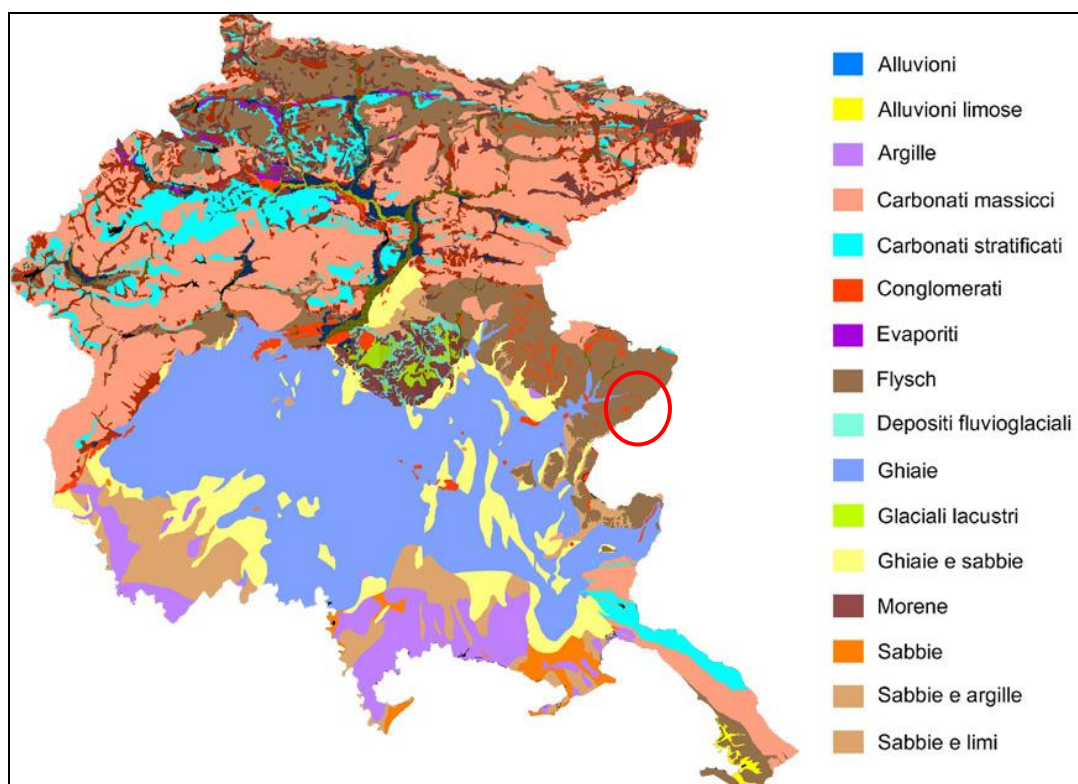 Alluvioni
Alluvioni limose
Argille
Carbonati massicci
Carbonati stratificati
Conglomerati
Evaporiti
Flysch
Depositi fluvioglaciali
Ghiaie
Glaciali lacustri
Ghiaie e sabbie
Morene
Sabbie
Sabbie e argille
Sabbie e limi